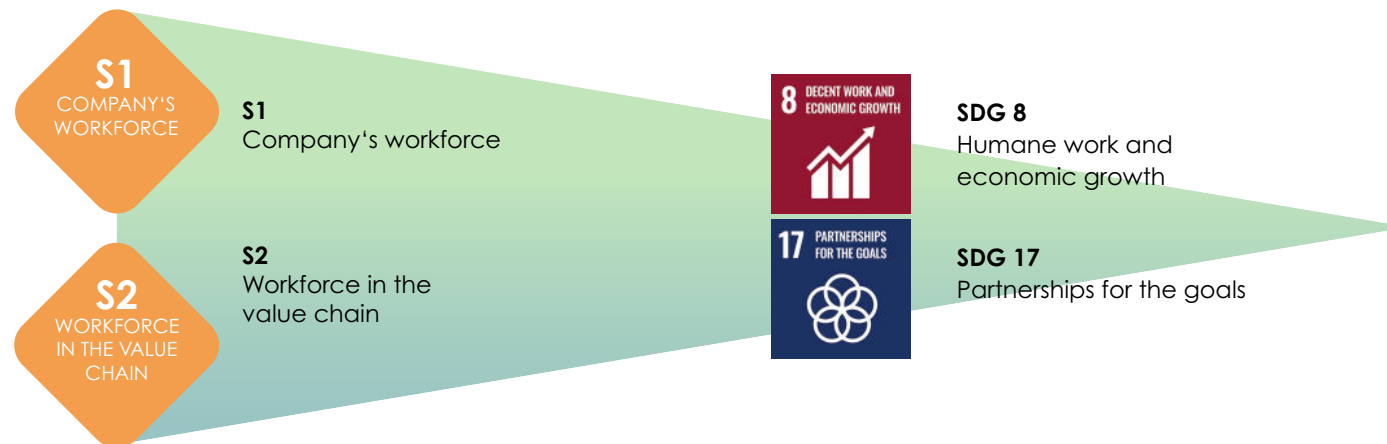 S1
COMPANY‘S
WORKFORCE
S1
Company‘s workforce
8 DECENT WORK AND
ECONOMIC GROWTH
SDG 8
Humane work and
economic growth
S2
WORKFORCE
IN THE VALUE
CHAIN
S2
Workforce in the
value chain
17 PARTNERSHIPS
FOR THE GOALS
SDG 17
Partnerships for the goals